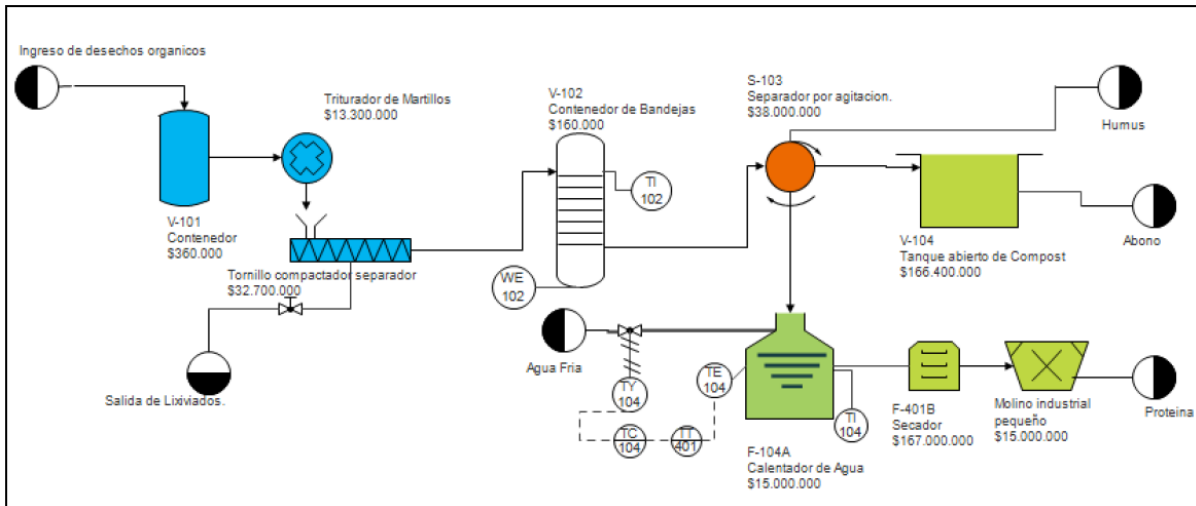 Ingreso de desechos organicos
Triturador de Martillos
$13.300.000
V-101
Contenedor
$360.000
Tornillo compactador separador
$32.700.000
Salida de Lixiviados.
V-102
Contenedor de Bandejas
$160.000
TI
102
WE
102
S-103
Separador por agitacion.
$38.000.000
Humus
V-104
Tanque abierto de Compost
$166.400.000
Abono
Agua Fria
TY
104
TC
104
TT
401
TE
104
TI
104
F-104A
Calentador de Agua
$15.000.000
F-401B
Secador
$167.000.000
Molino industrial
pequeño
$15.000.000
Proteina